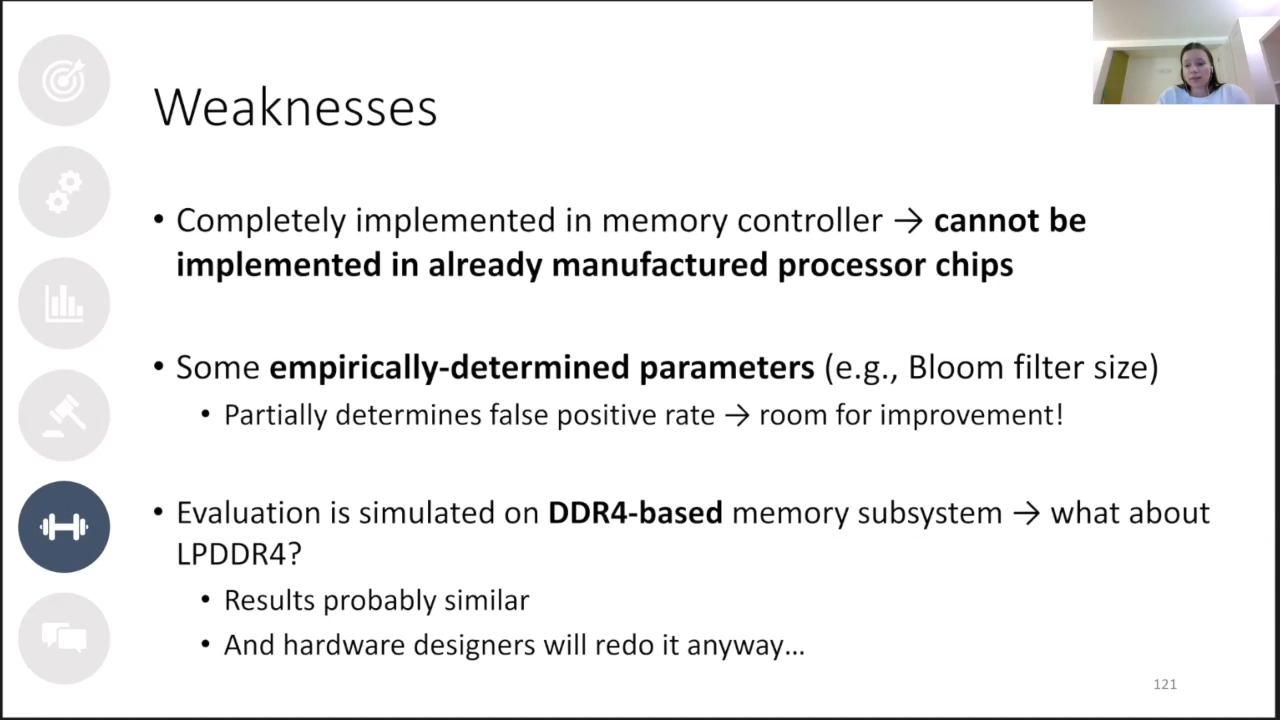 Weaknesses
• Completely implemented in memory controller → cannot be
implemented in already manufactured processor chips
• Some empirically-determined parameters (e.g., Bloom filter size)
• Partially determines false positive rate → room for improvement!
• Evaluation is simulated on DDR4-based memory subsystem → what about
LPDDR4?
• Results probably similar
• And hardware designers will redo it anyway...
121